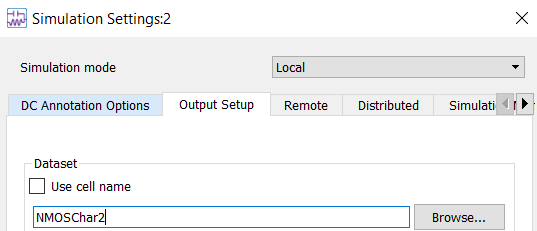 Simulation Settings:2
Simulation mode
Local
DC Annotation Options
Output Setup
Remote
Distributed
Dataset
Use cell name
NMOSChar2
Browse...